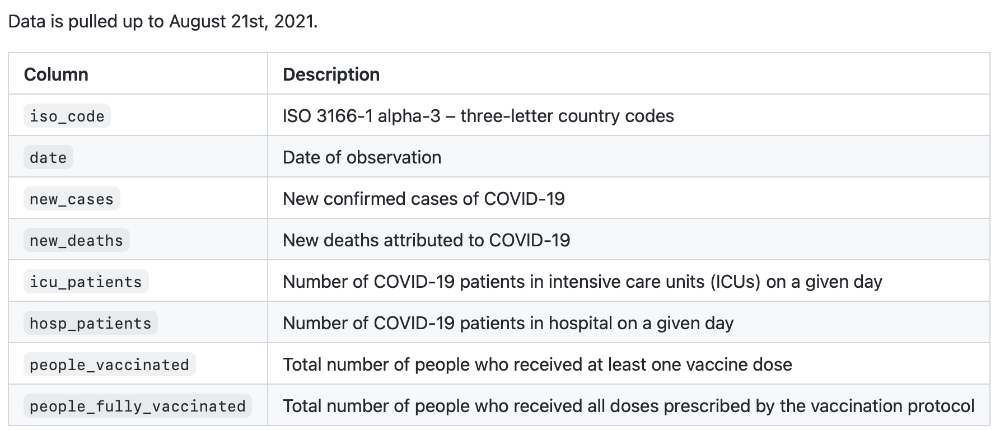 Data is pulled up to August 21st, 2021.
Column Description
iso_code ISO 3166-1 alpha-3 – three-letter country codes
date Date of observation
new_cases New confirmed cases of COVID-19
new_deaths New deaths attributed to COVID-19
icu_patients Number of COVID-19 patients in intensive care units (ICUs) on a given day
hosp_patients Number of COVID-19 patients in hospital on a given day
people_vaccinated Total number of people who received at least one vaccine dose
people_fully_vaccinated Total number of people who received all doses prescribed by the vaccination protocol